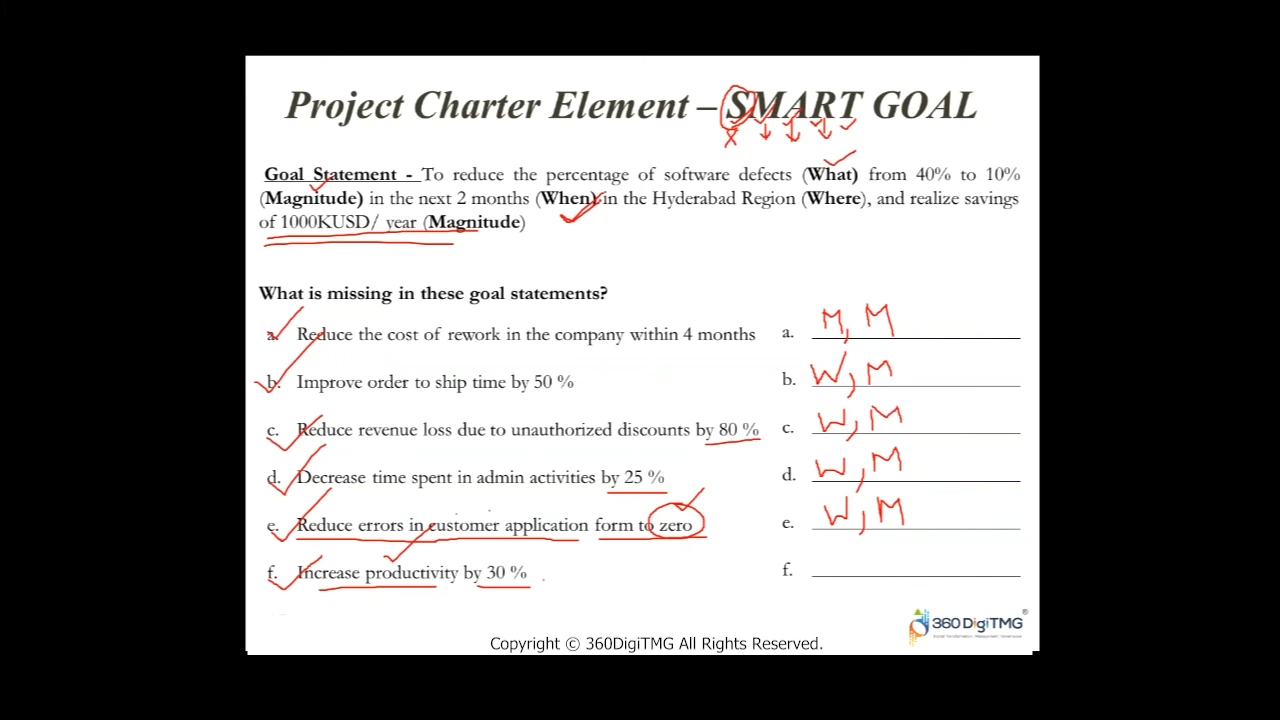 Project Charter Element – SMART GOAL
Goal Statement - To reduce the percentage of software defects (What) from 40% to 10%
(Magnitude) in the next 2 months (When) in the Hyderabad Region (Where), and realize savings
of 1000KUSD/ year (Magnitude)
What is missing in these goal statements?
a. Reduce the cost of rework in the company within 4 months a. M, M
b. Improve order to ship time by 50 % b. W, M
c. Reduce revenue loss due to unauthorized discounts by 80 % c. W, M
d. Decrease time spent in admin activities by 25 % d. W, M
e. Reduce errors in customer application form to zero e. W, M
f. Increase productivity by 30 % f.
360DigiTMG
Copyright © 360DigiTMG All Rights Reserved.